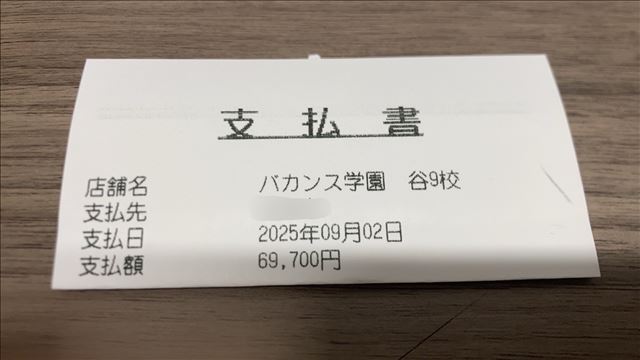 支払書
店舗名 バカンス学園 谷9校
支払先
支払日 2025年09月02日
支払額 69,700円